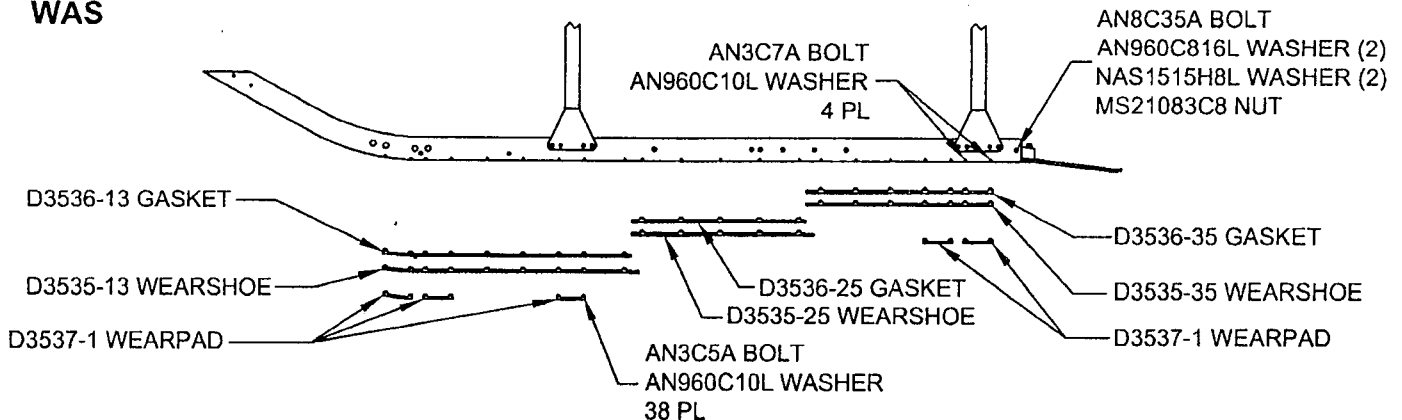 WAS
AN8C35A BOLT
AN960C816L WASHER (2)
NAS1515H8L WASHER (2)
MS21083C8 NUT
AN3C7A BOLT
AN960C10L WASHER
4 PL
D3536-13 GASKET
D3535-13 WEARSHOE
D3537-1 WEARPAD
D3536-25 GASKET
D3535-25 WEARSHOE
AN3C5A BOLT
AN960C10L WASHER
38 PL
D3536-35 GASKET
D3535-35 WEARSHOE
D3537-1 WEARPAD